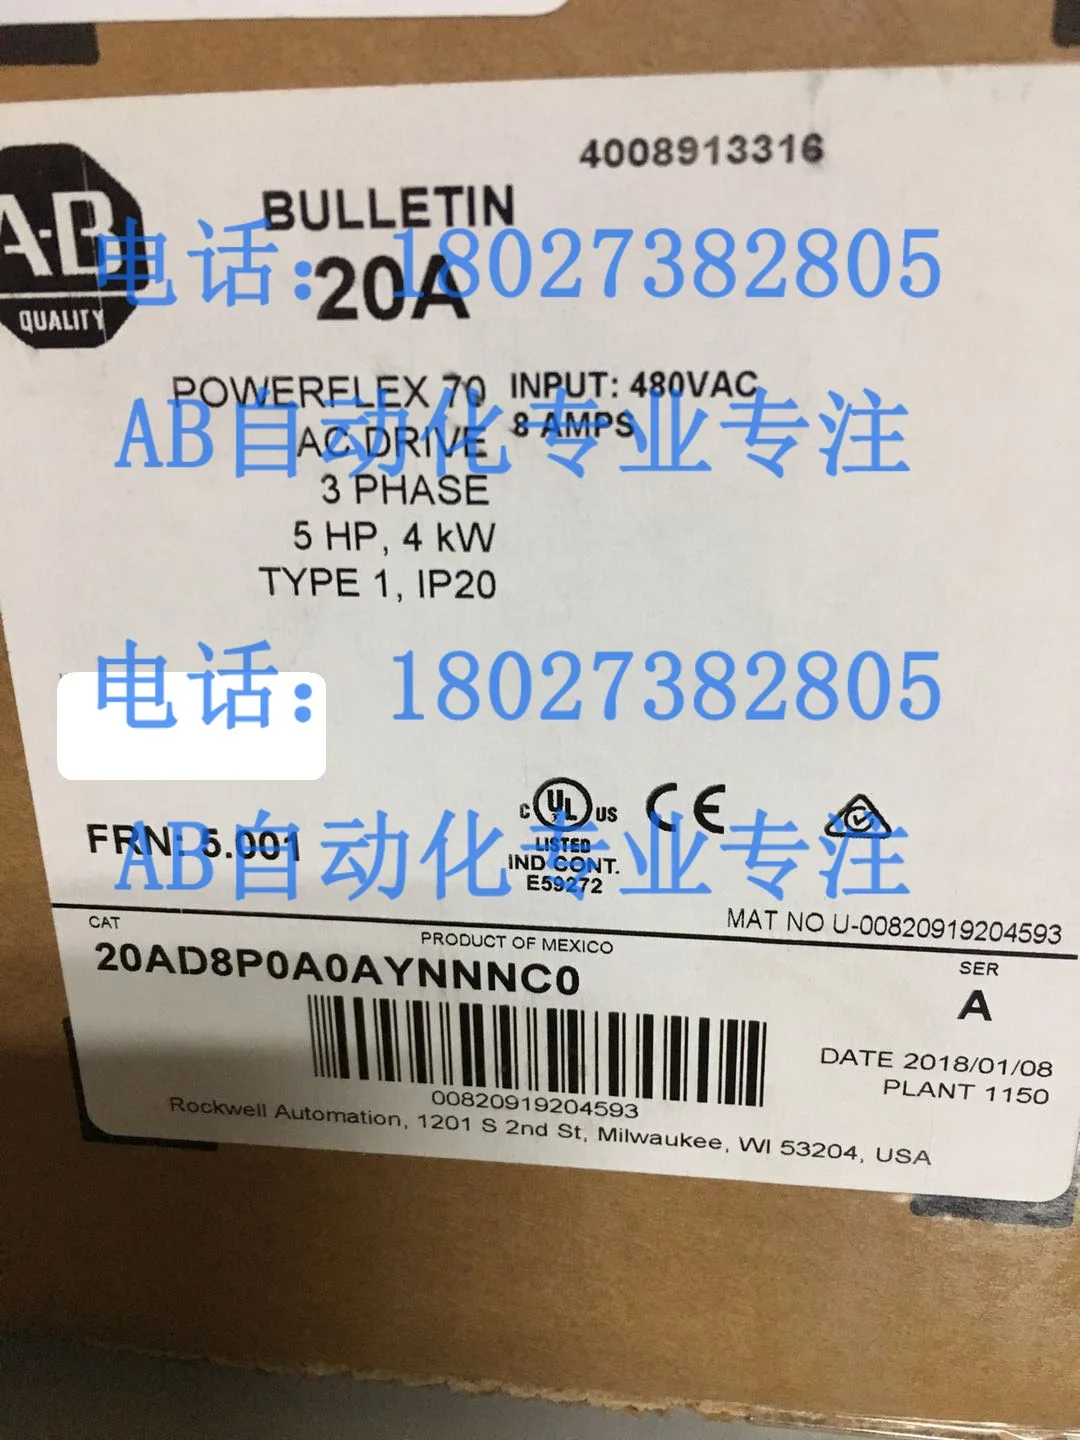 4008913316
A-B
QUALITY
BULLETIN
20A
电话: 18027382805
POWERFLEX 70
AC DRIVE
3 PHASE
5 HP, 4 kW
TYPE 1, IP20
INPUT: 480VAC
8 AMPS
AB自动化专业专注
电话: 18027382805
FRN: 5.001
C UL US
LISTED
IND CONT.
E59272
CE
AB自动化专业专注
MAT NO U-00820919204593
CAT
PRODUCT OF MEXICO
20AD8P0A0AYNNNC0
SER
A
DATE 2018/01/08
PLANT 1150
00820919204593
Rockwell Automation, 1201 S 2nd St, Milwaukee, WI 53204, USA